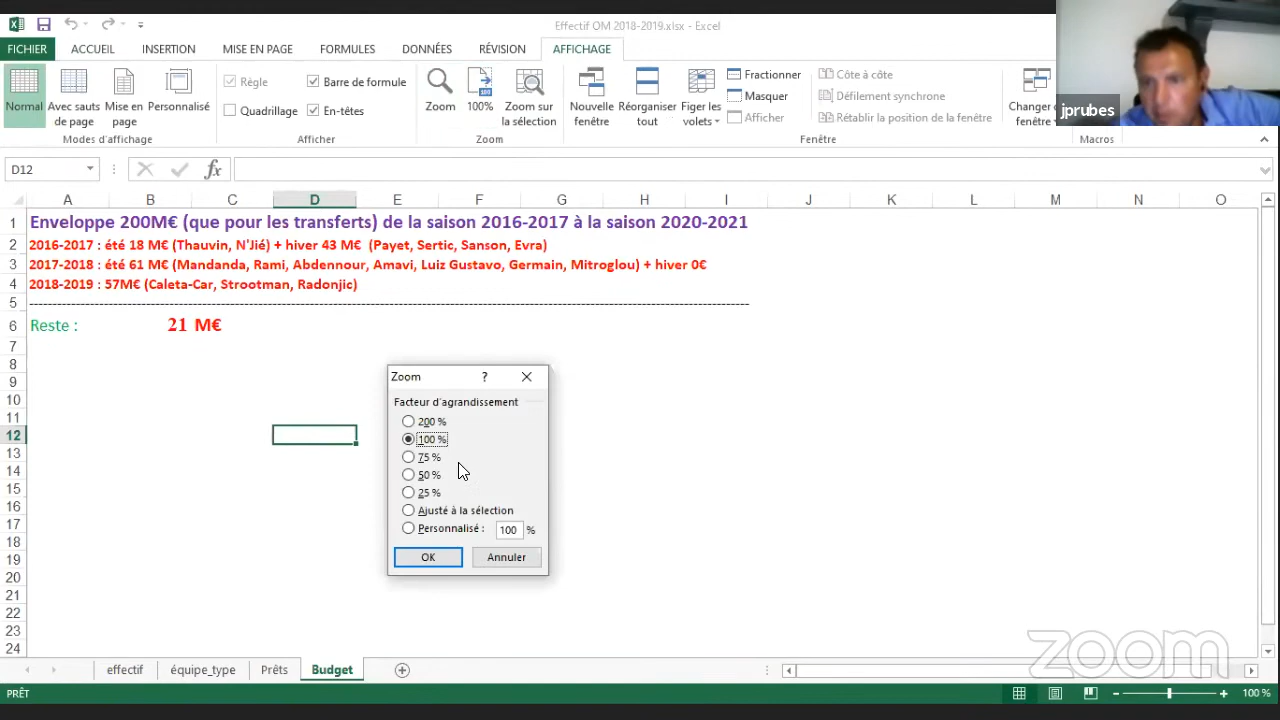 Effectif OM 2018-2019.xlsx - Excel
FICHIER ACCUEIL INSERTION MISE EN PAGE FORMULES DONNÉES RÉVISION AFFICHAGE
Normal
Avec sauts de page
Mise en page
Personnalisé
Modes d'affichage
Règle
Barre de formule
Quadrillage
En-têtes
Afficher
Zoom
100%
Zoom sur la sélection
Zoom
Nouvelle fenêtre
Réorganiser tout
Figer les volets
Fractionner
Masquer
Afficher
Côte à côte
Défilement synchrone
Rétablir la position de la fenêtre
Changer de fenêtre
Fenêtre
Macros
jprubes
D12
fx
A B C D E F G H I J K L M N O
1 Enveloppe 200M€ (que pour les transferts) de la saison 2016-2017 à la saison 2020-2021
2 2016-2017 : été 18 M€ (Thauvin, N'Jié) + hiver 43 M€ (Payet, Sertic, Sanson, Evra)
3 2017-2018 : été 61 M€ (Mandanda, Rami, Abdennour, Amavi, Luiz Gustavo, Germain, Mitroglou) + hiver 0€
4 2018-2019 : 57M€ (Caleta-Car, Strootman, Radonjic)
5 ----------
6 Reste : 21 M€
7
8
9
10
11
12
13
14
15
16
17
18
19
20
21
22
23
24
Zoom ?
Facteur d'agrandissement
200 %
100 %
75 %
50 %
25 %
Ajusté à la sélection
Personnalisé : 100 %
OK Annuler
zoom
effectif équipe_type Prêts Budget
PRÊT
100 %